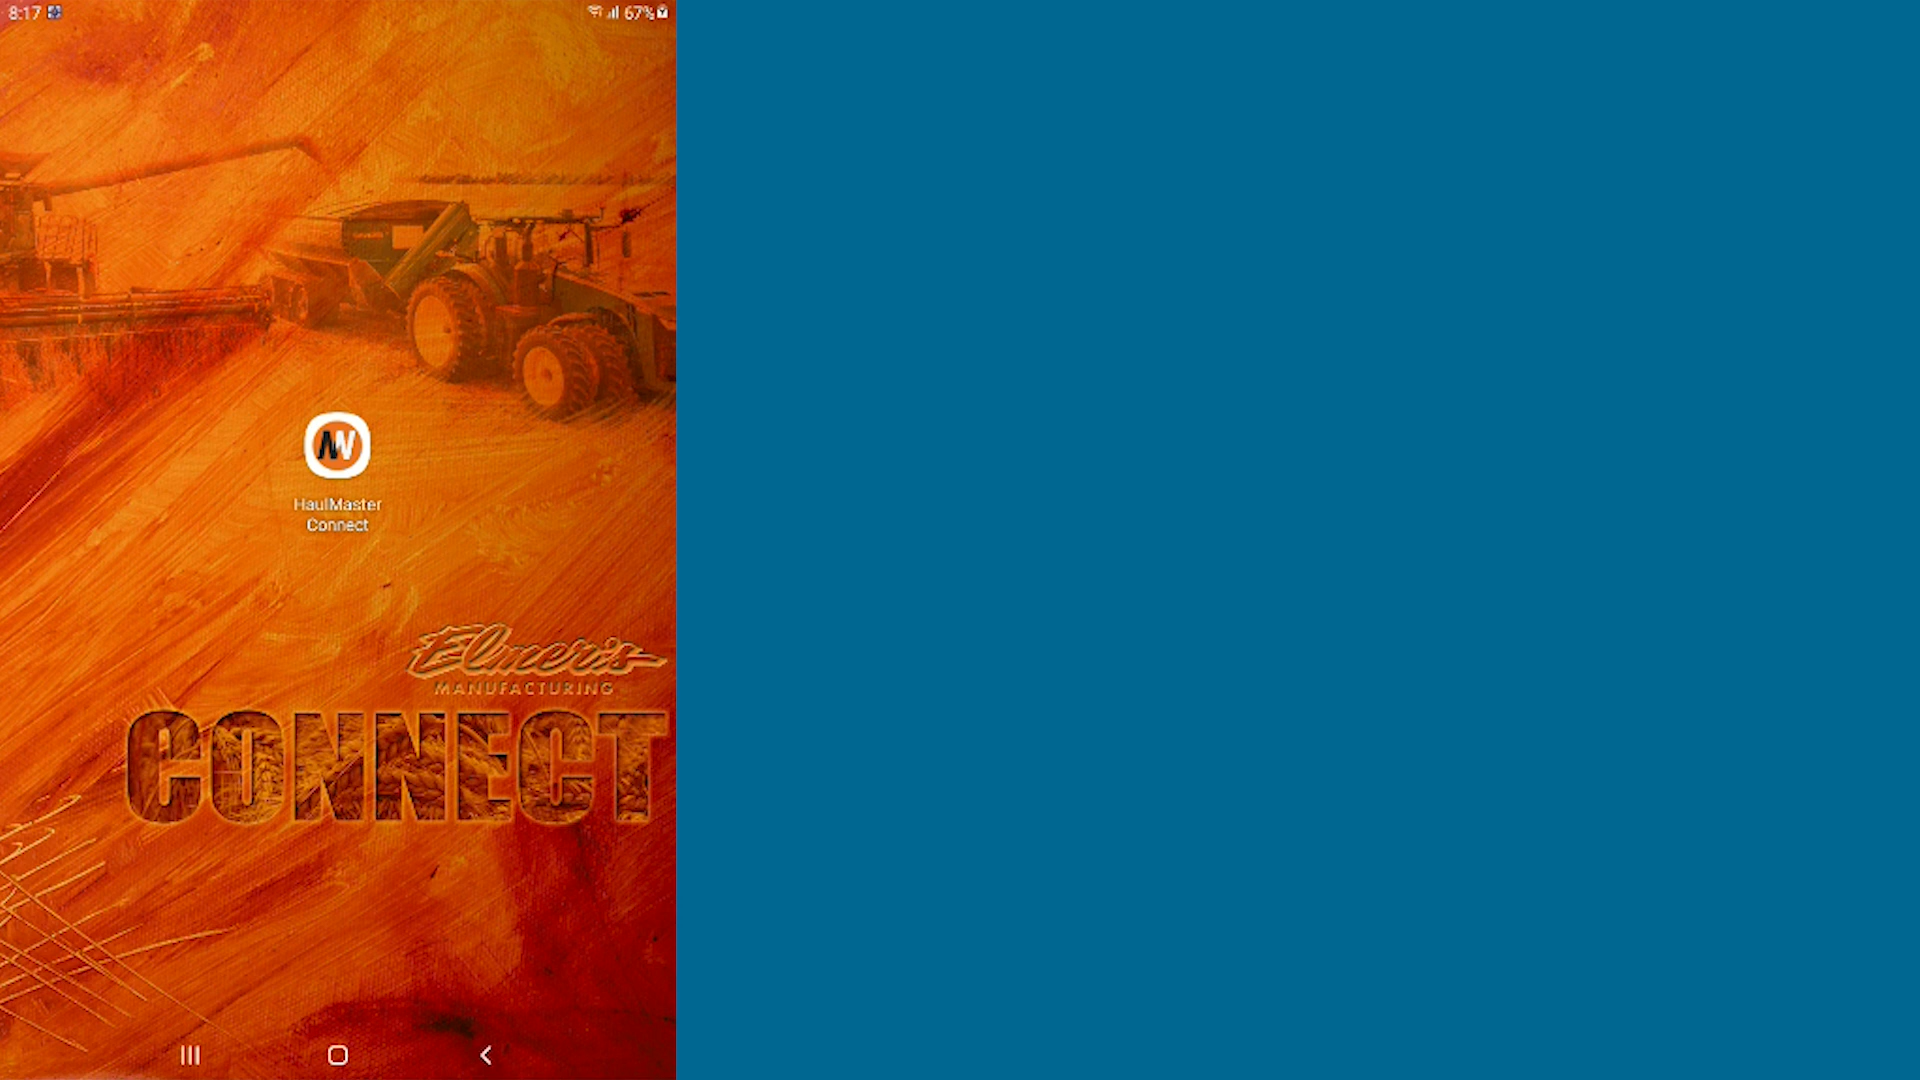 8:17
67%
HaulMaster
Connect
Elmer's
MANUFACTURING
CONNECT